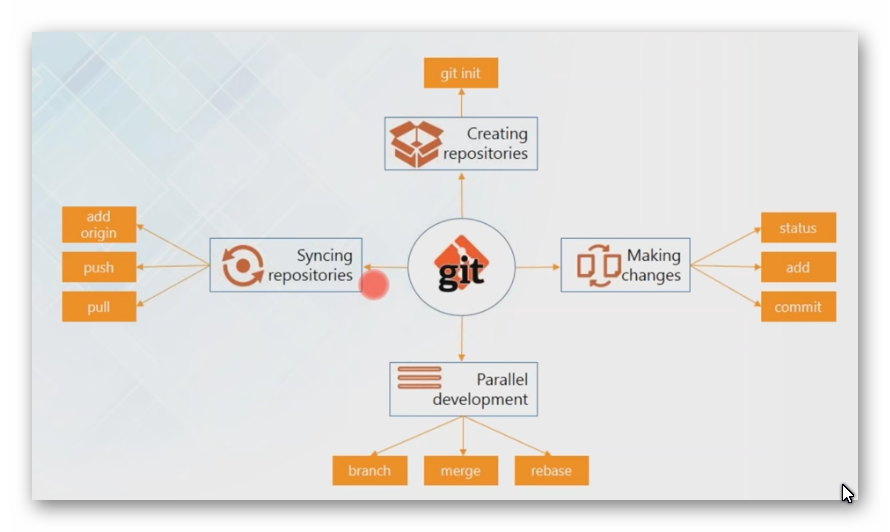 git init
Creating
repositories
add
origin
push
pull
Syncing
repositories
git
Making
changes
status
add
commit
Parallel
development
branch
merge
rebase